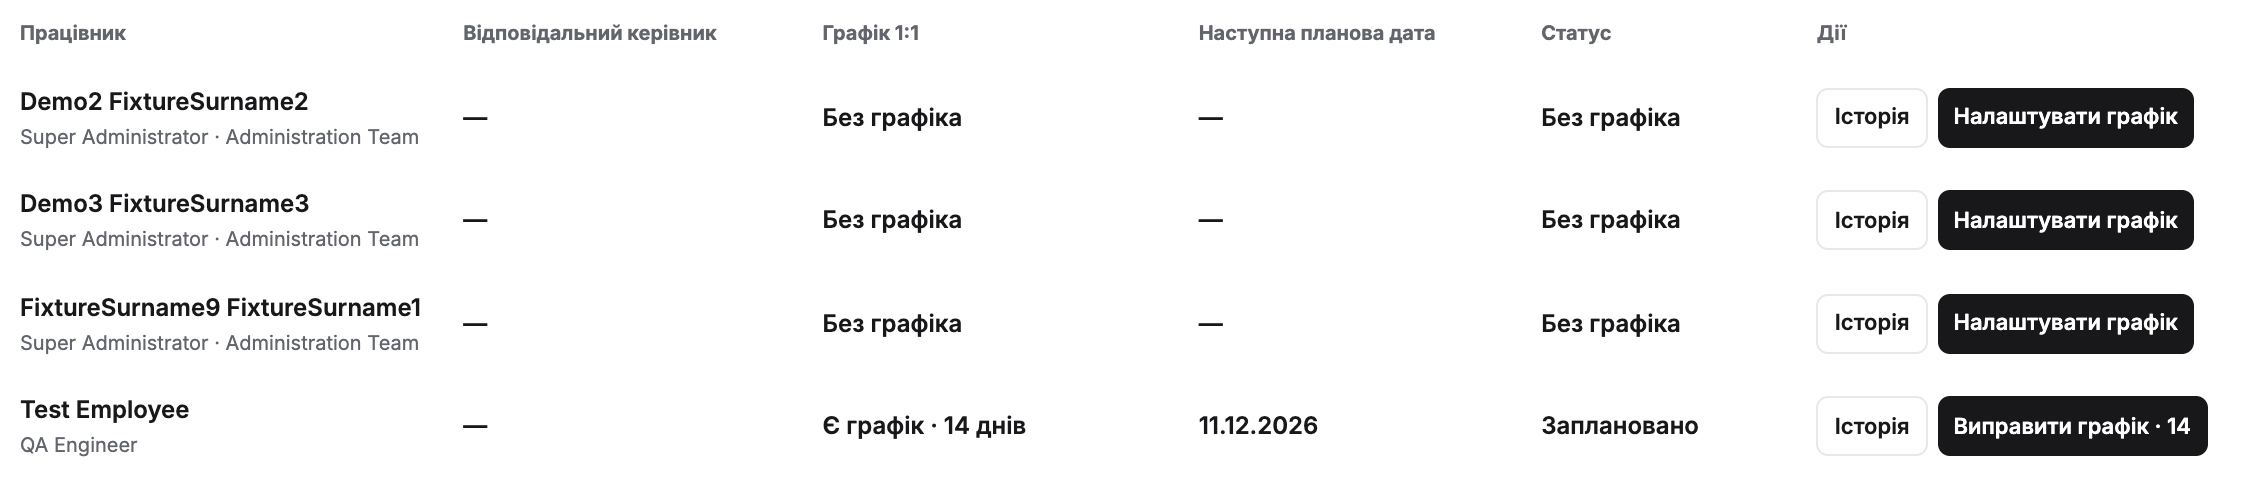 Працівник Відповідальний керівник Графік 1:1 Наступна планова дата Статус Дії
Demo2 FixtureSurname2
Super Administrator · Administration Team
— Без графіка — Без графіка Історія Налаштувати графік
Demo3 FixtureSurname3
Super Administrator · Administration Team
— Без графіка — Без графіка Історія Налаштувати графік
FixtureSurname9 FixtureSurname1
Super Administrator · Administration Team
— Без графіка — Без графіка Історія Налаштувати графік
Test Employee
QA Engineer
— Є графік · 14 днів 11.12.2026 Заплановано Історія Виправити графік · 14